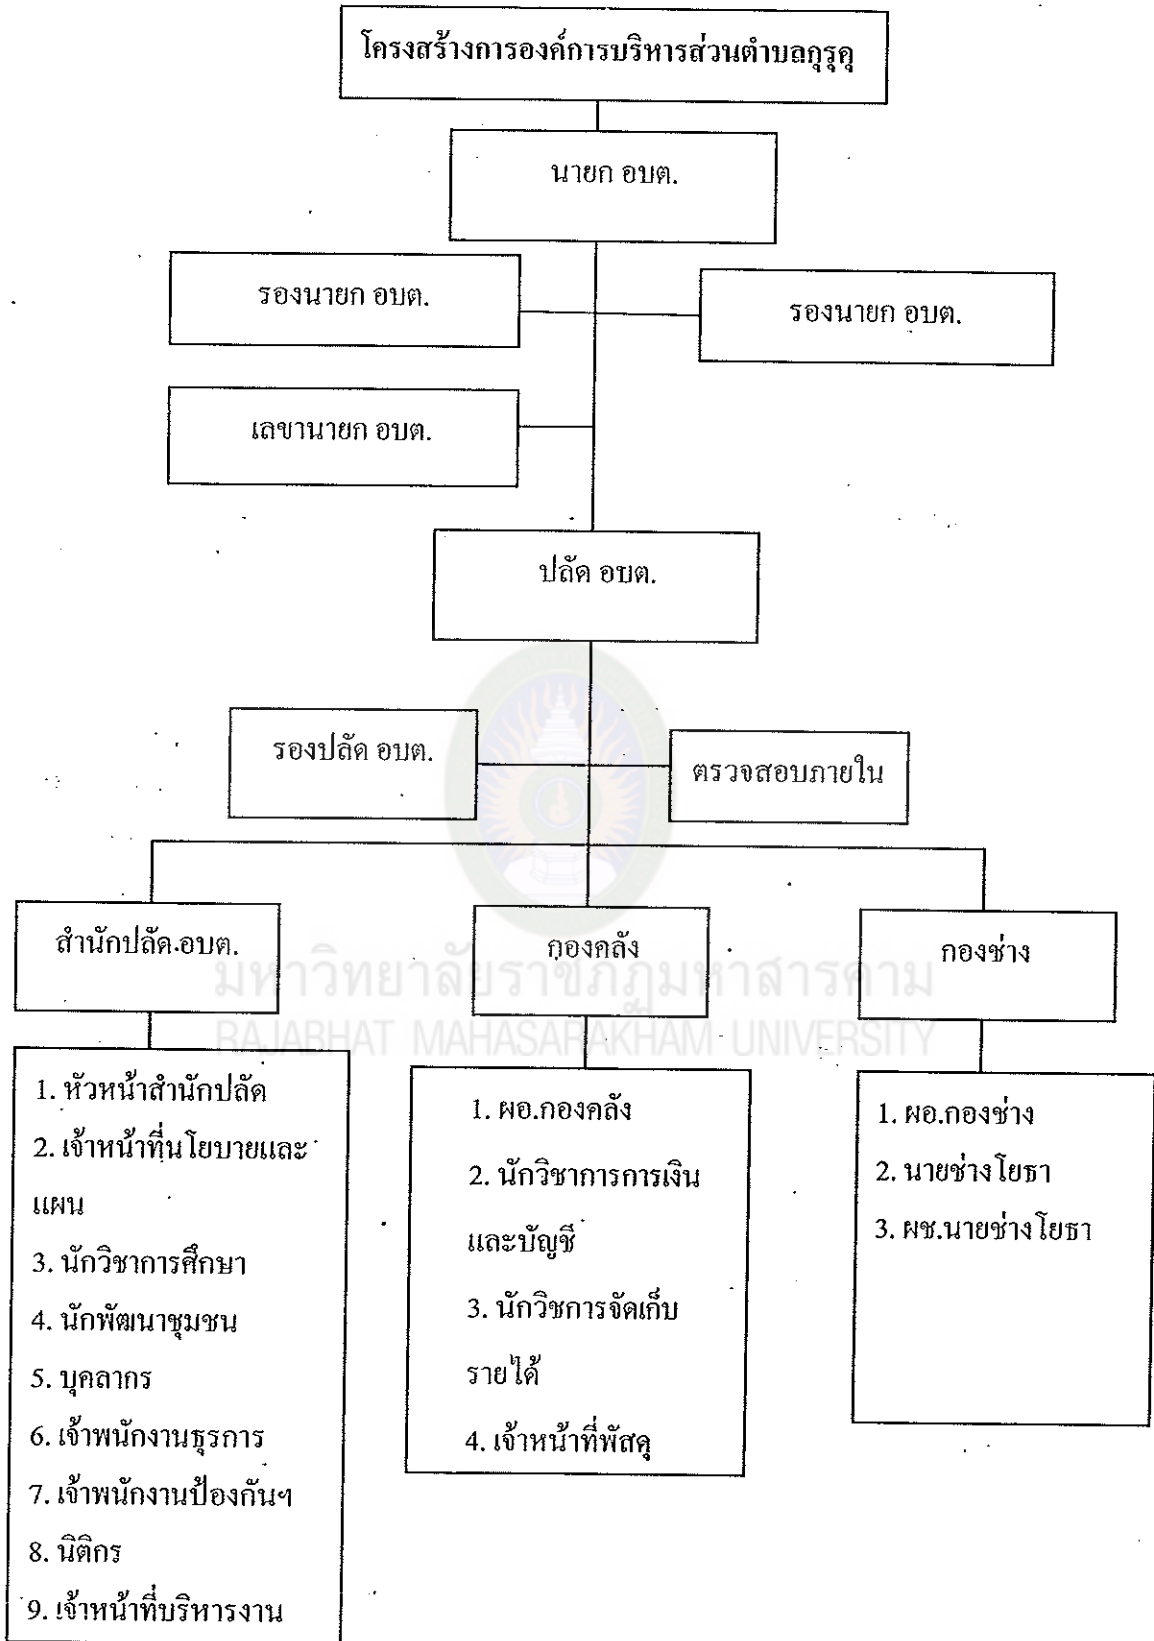 โครงสร้างการองค์การบริหารส่วนตำบลกุรุคุ
นายก อบต.
รองนายก อบต.
รองนายก อบต.
เลขานายก อบต.
ปลัด อบต.
รองปลัด อบต.
ตรวจสอบภายใน
สำนักปลัด อบต.
กองคลัง
กองช่าง
มหาวิทยาลัยราชภัฏมหาสารคาม
RAJABHAT MAHASARAKHAM UNIVERSITY
1. หัวหน้าสำนักปลัด
2. เจ้าหน้าที่นโยบายและ
แผน
3. นักวิชาการศึกษา
4. นักพัฒนาชุมชน
5. บุคลากร
6. เจ้าพนักงานธุรการ
7. เจ้าพนักงานป้องกันฯ
8. นิติกร
9. เจ้าหน้าที่บริหารงาน
1. ผอ.กองคลัง
2. นักวิชาการการเงิน
และบัญชี
3. นักวิชการจัดเก็บ
รายได้
4. เจ้าหน้าที่พัสดุ
1. ผอ.กองช่าง
2. นายช่างโยธา
3. ผช.นายช่างโยธา